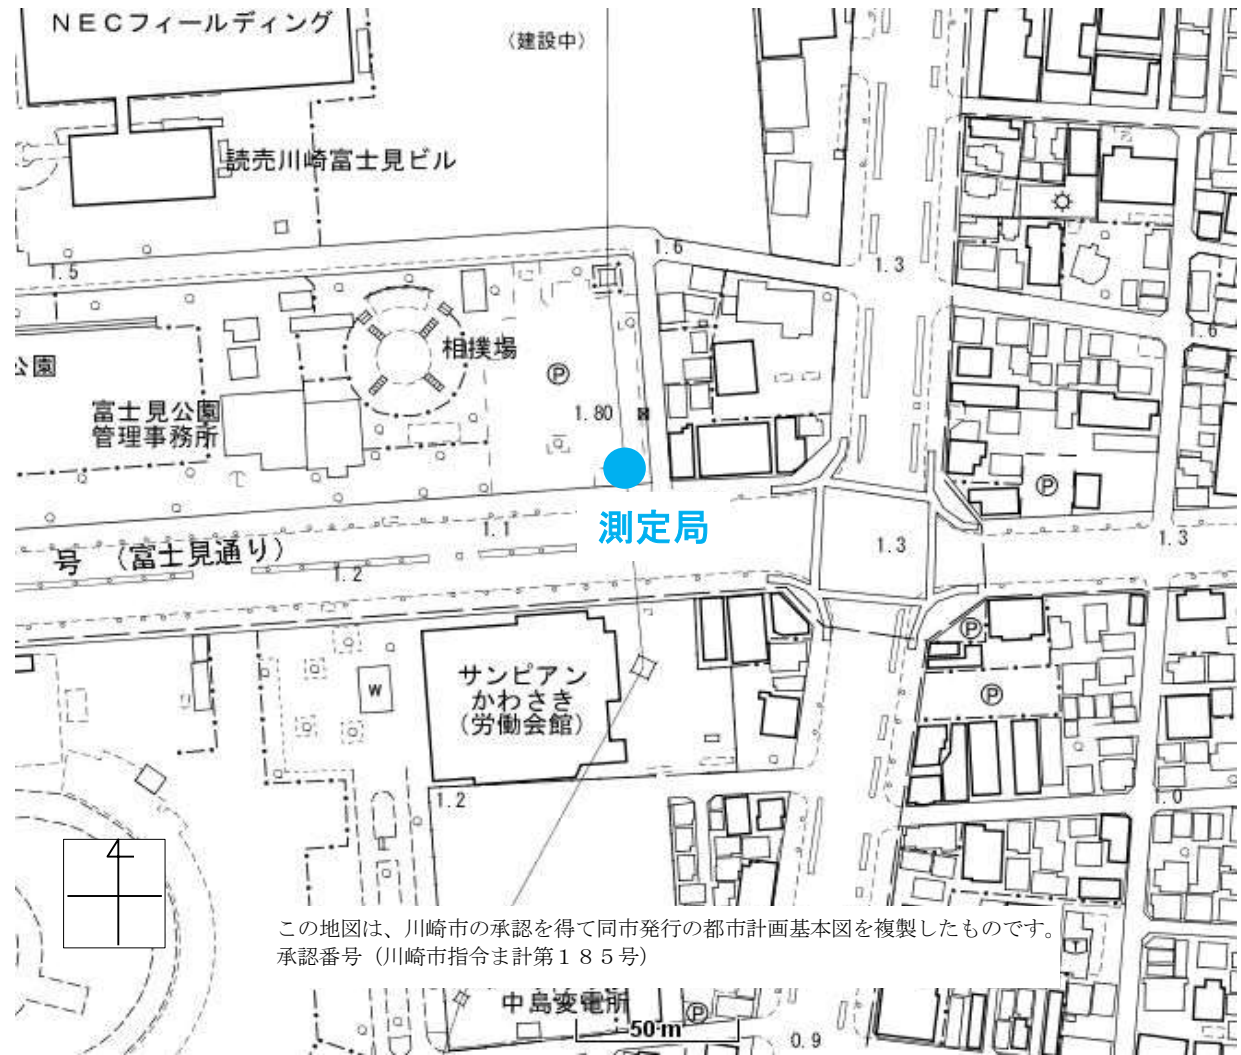 NECフィールディング
(建設中)
読売川崎富士見ビル
1.6
1.3
1.5
1.6
相撲場
公園
Ⓟ
富士見公園
管理事務所
1.80
Ⓟ
測定局
1.1
1.3
1.3
号 (富士見通り)
1.2
Ⓟ
サンピアン
かわさき
(労働会館)
W
Ⓟ
1.2
1.0
この地図は、川崎市の承認を得て同市発行の都市計画基本図を複製したものです。
承認番号(川崎市指令ま計第185号)
中島変電所
Ⓟ
50m
0.9